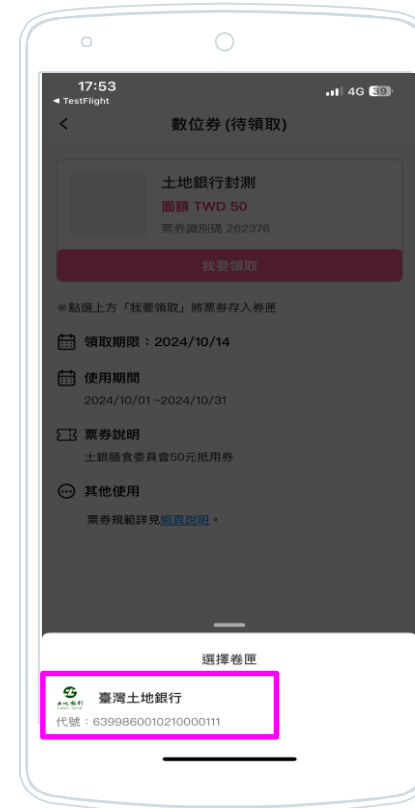 17:53
4G 39
◀ TestFlight
數位券 (待領取)
土地銀行封測
面額 TWD 50
票券識別碼 262376
我要領取
※點選上方「我要領取」將票券存入券匣
領取期限：2024/10/14
使用期間
2024/10/01 ~2024/10/31
票券說明
土銀膳食委員會50元抵用券
其他使用
票券規範詳見網頁說明。
選擇卷匣
臺灣土地銀行
代號：6399860010210000111